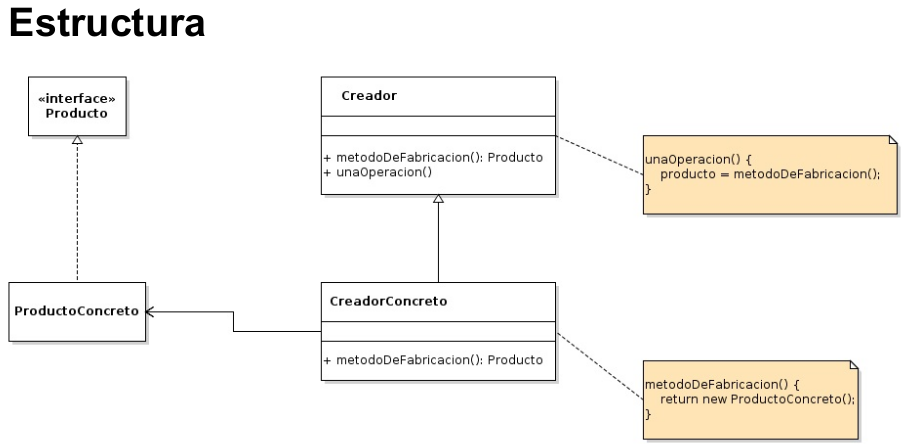 Estructura
«interface»
Producto
Creador
+ metodoDeFabricacion(): Producto
+ unaOperacion()
unaOperacion() {
producto = metodoDeFabricacion();
}
ProductoConcreto
CreadorConcreto
+ metodoDeFabricacion(): Producto
metodoDeFabricacion() {
return new ProductoConcreto();
}